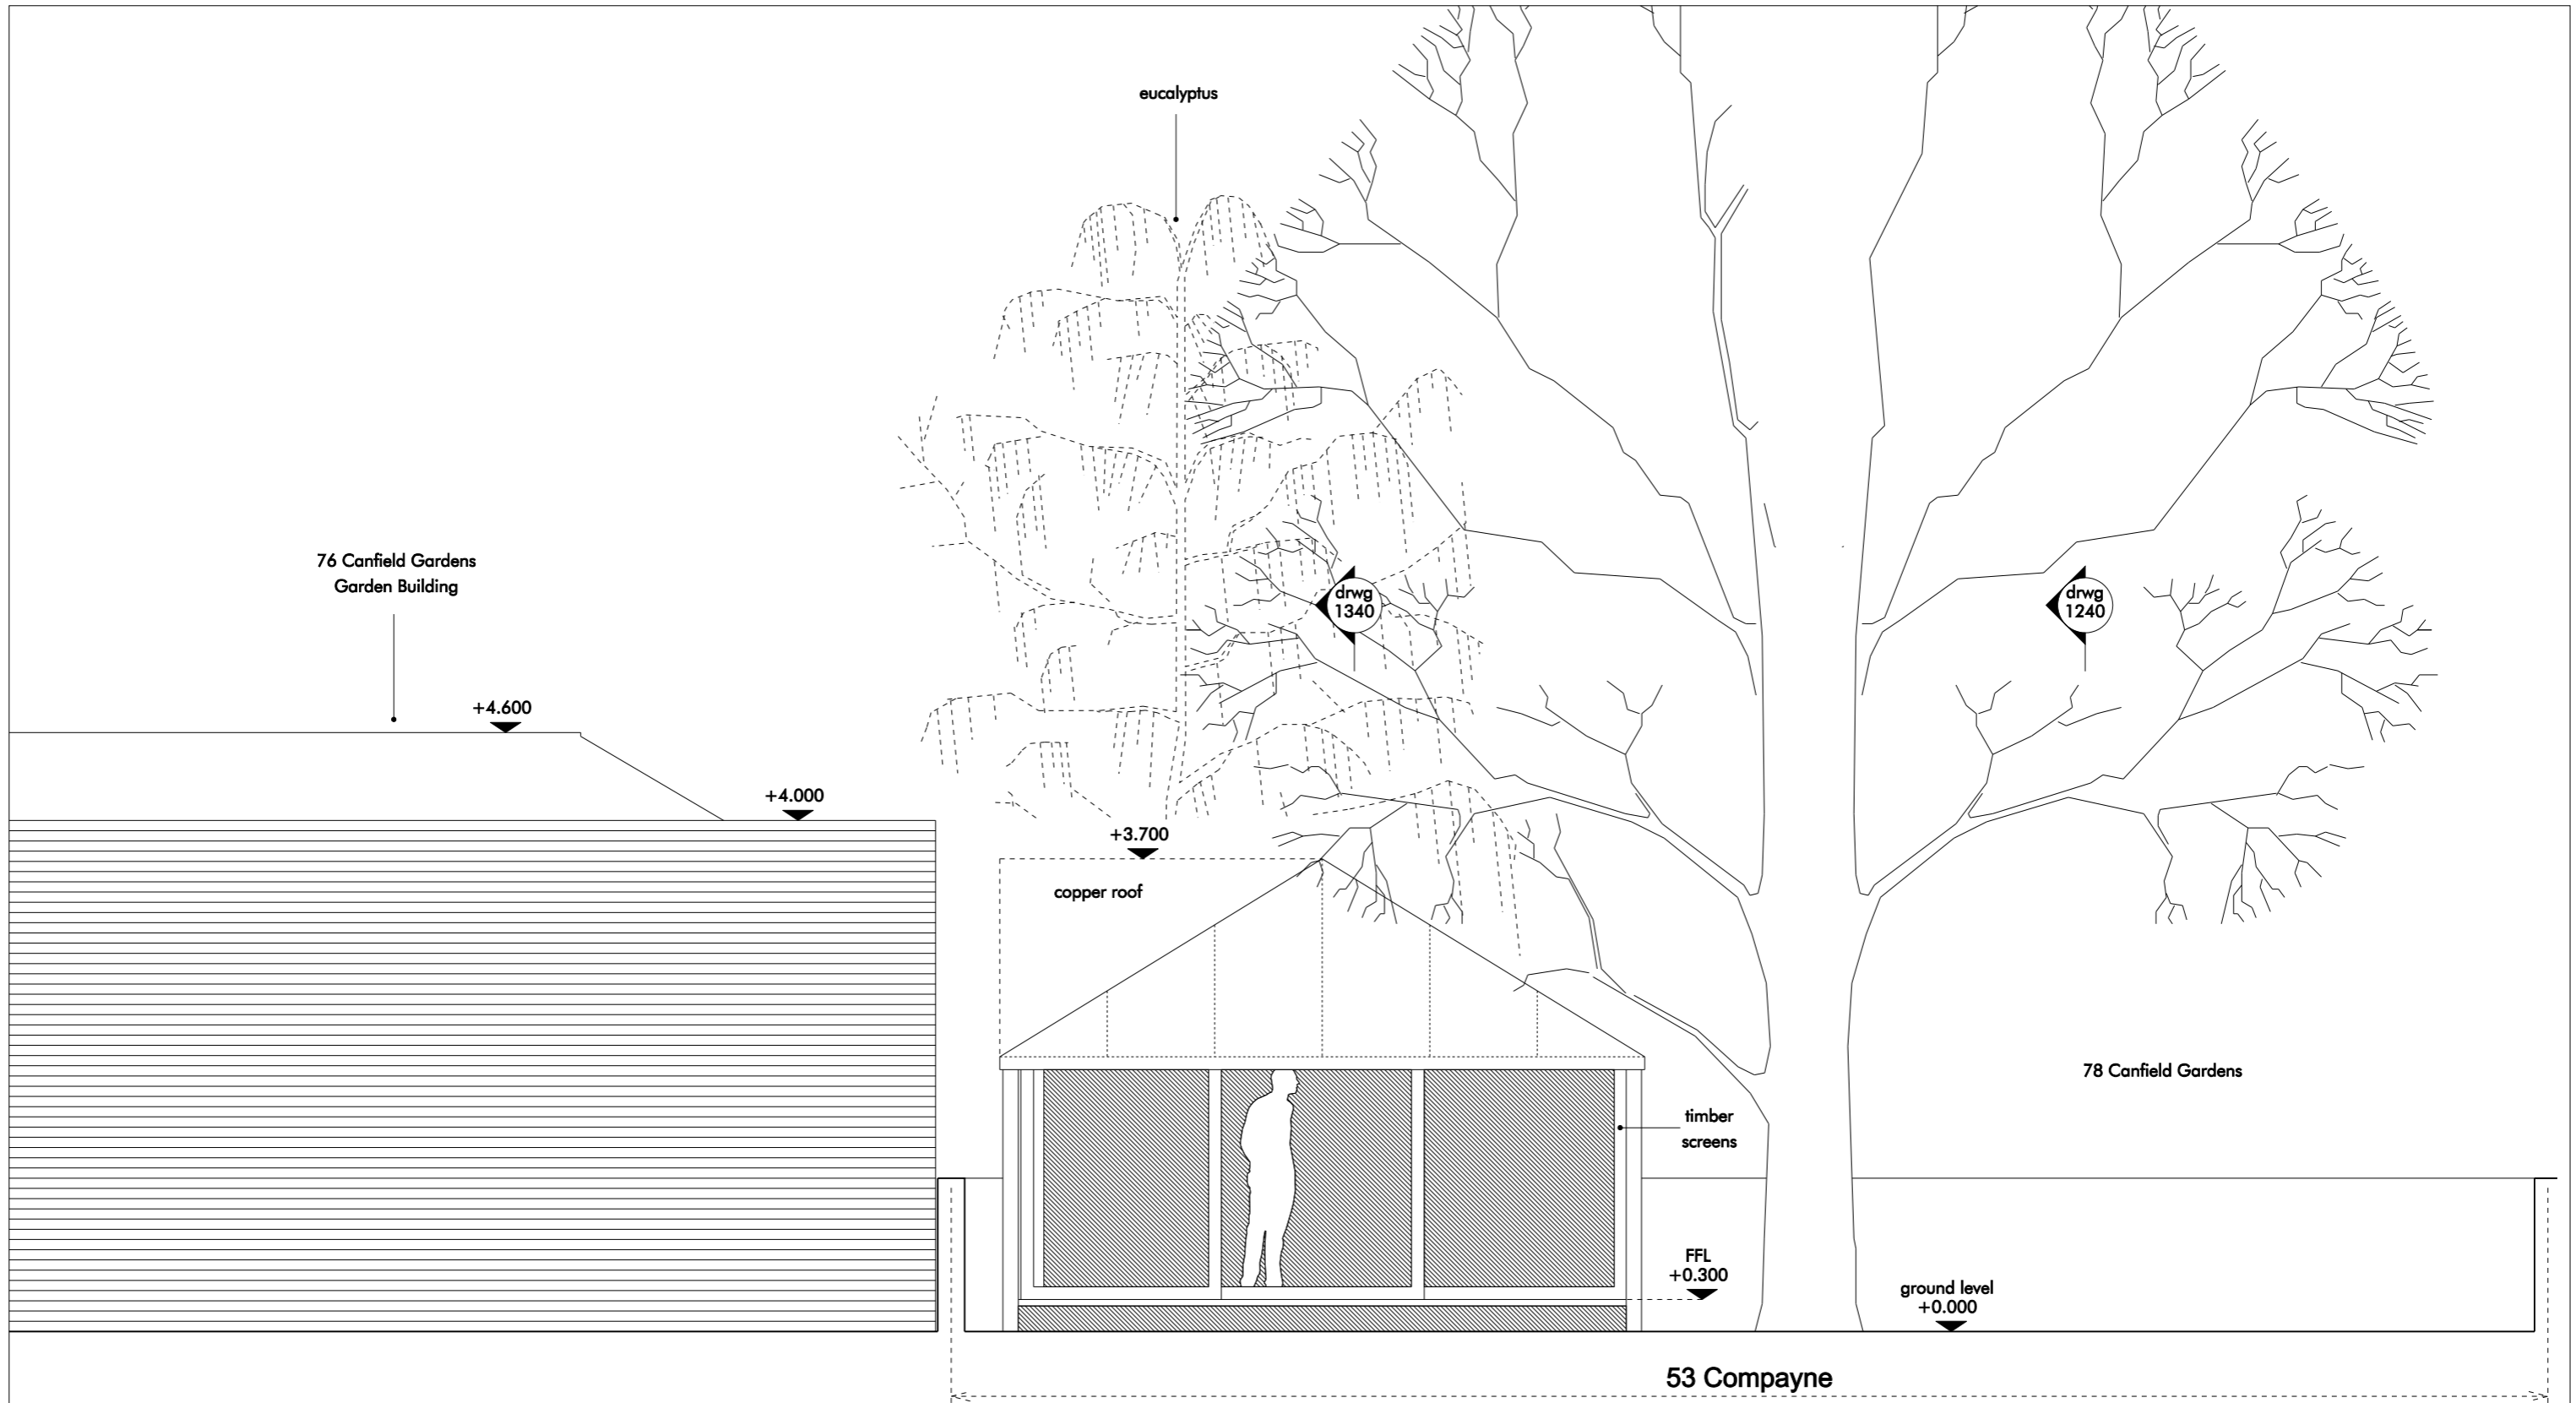 eucalyptus
76 Canfield Gardens
Garden Building
drwg
1340
drwg
1240
+4.600
+4.000
+3.700
copper roof
78 Canfield Gardens
timber
screens
FFL
+0.300
ground level
+0.000
53 Compayne